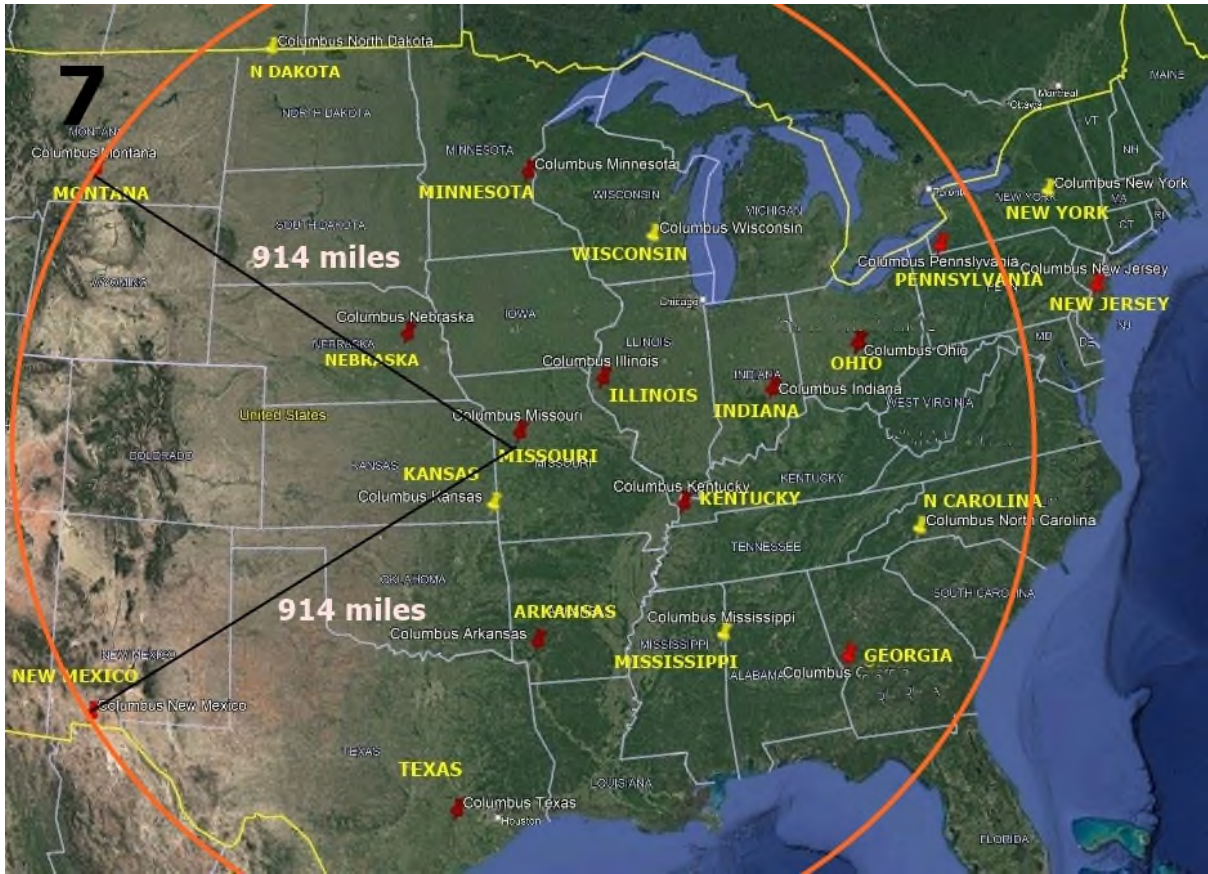 7
Columbus North Dakota
N DAKOTA
NORTH DAKOTA
MONTANA
Columbus Montana
MONTANA
MINNESOTA
Columbus Minnesota
MINNESOTA
WISCONSIN
Columbus Wisconsin
WISCONSIN
MICHIGAN
Ottawa
Montreal
MAINE
VT
NH
Toronto
NEW YORK
Columbus New York
NEW YORK
MA
CT
RI
SOUTH DAKOTA
914 miles
WYOMING
Columbus Pennslyvania
PENNSYLVANIA
Columbus New Jersey
NEW JERSEY
NJ
MD
DE
Chicago
IOWA
Columbus Nebraska
NEBRASKA
NEBRASKA
ILLINOIS
Columbus Illinois
ILLINOIS
INDIANA
Columbus Indiana
INDIANA
Columbus Ohio
OHIO
WEST VIRGINIA
United States
COLORADO
Columbus Missouri
MISSOURI
MISSOURI
KANSAS
KANSAS
Columbus Kansas
KENTUCKY
Columbus Kentucky
KENTUCKY
N CAROLINA
Columbus North Carolina
TENNESSEE
SOUTH CAROLINA
OKLAHOMA
914 miles
ARKANSAS
Columbus Arkansas
Columbus Mississippi
MISSISSIPPI
MISSISSIPPI
ALABAMA
Columbus
GEORGIA
NEW MEXICO
NEW MEXICO
Columbus New Mexico
TEXAS
TEXAS
Columbus Texas
Houston
LOUISIANA
FLORIDA